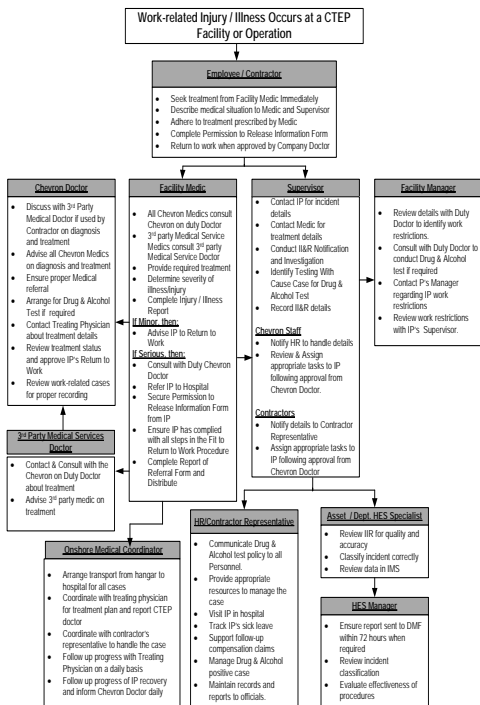 Work-related Injury / Illness Occurs at a CTEP
Facility or Operation
Employee / Contractor
• Seek treatment from Facility Medic Immediately
• Describe medical situation to Medic and Supervisor
• Adhere to treatment prescribed by Medic
• Complete Permission to Release Information Form
• Return to work when approved by Company Doctor
Chevron Doctor
• Discuss with 3rd Party
Medical Doctor if used by
Contractor on diagnosis
and treatment
• Advise all Chevron Medics
on diagnosis and treatment
• Ensure proper Medical
referral
• Arrange for Drug & Alcohol
Test if required
• Contact Treating Physician
about treatment details
• Review treatment status
and approve IP's Return to
Work
• Review work-related cases
for proper recording
3rd Party Medical Services
Doctor
• Contact & Consult with the
Chevron on Duty Doctor
about treatment
• Advise 3rd party medic on
treatment
Facility Medic
• All Chevron Medics consult
Chevron on duty Doctor
• 3rd party Medical Service
Medics consult 3rd party
Medical Service Doctor
• Provide required treatment
• Determine severity of
illness/injury
• Complete Injury / Illness
Report
If Minor, then:
• Advise IP to Return to
Work
If Serious, then:
• Consult with Duty Chevron
Doctor
• Refer IP to Hospital
• Secure Permission to
Release Information Form
from IP
• Ensure IP has complied with
all steps in the Fit to
Return to Work Procedure
• Complete Report of
Referral Form and
Distribute
Supervisor
• Contact IP for incident
details
• Contact Medic for
treatment details
• Conduct II&R Notification
and Investigation
• Identify Testing With
Cause Case for Drug &
Alcohol Test
• Record II&R details
Chevron Staff
• Notify HR to handle details
• Review & Assign
appropriate tasks to IP
following approval from
Chevron Doctor.
Contractors
• Notify details to Contractor
Representative
• Assign appropriate tasks to
IP following approval from
Chevron Doctor
Facility Manager
• Review details with Duty
Doctor to identify work
restrictions.
• Consult with Duty Doctor to
conduct Drug & Alcohol
test if required
• Contact P's Manager
regarding IP work
restrictions
• Review work restrictions
with IP's Supervisor.
Onshore Medical Coordinator
• Arrange transport from hangar to
hospital for all cases
• Coordinate with treating physician
for treatment plan and report CTEP
doctor
• Coordinate with contractor's
representative to handle the case
• Follow up progress with Treating
Physician on a daily basis
• Follow up progress of IP recovery
and inform Chevron Doctor daily
HR/Contractor Representative
• Communicate Drug &
Alcohol test policy to all
Personnel.
• Provide appropriate
resources to manage the
case
• Visit IP in hospital
• Track IP's sick leave
• Support follow-up
compensation claims
• Manage Drug & Alcohol
positive case
• Maintain records and
reports to officials.
Asset / Dept. HES Specialist
• Review IIR for quality and
accuracy
• Classify incident correctly
• Review data in IMS
HES Manager
• Ensure report sent to DMF
within 72 hours when
required
• Review incident
classification
• Evaluate effectiveness of
procedures